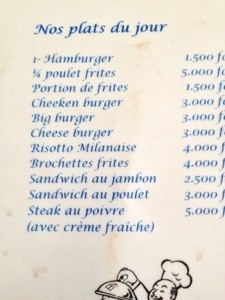 Nos plats du jour
1- Hamburger 1.500 fc
¼ poulet frites 5.000 fc
Portion de frites 1.500 f
Cheeken burger 3.000 f
Big burger 3.000 f
Cheese burger 3.000 f
Risotto Milanaise 4.000 f
Brochettes frites 4.000 f
Sandwich au jambon 2.500 f
Sandwich au poulet 3.000 f
Steak au poivre 5.000 f
(avec crème fraiche)